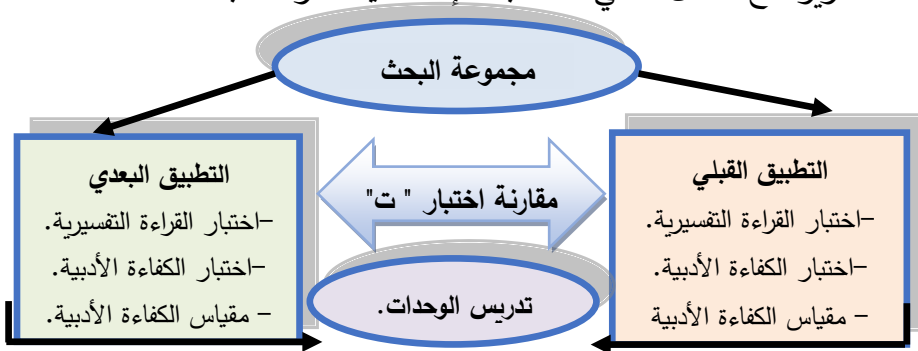 مجموعة البحث
التطبيق القبلي
-اختبار القراءة التفسيرية.
-اختبار الكفاءة الأدبية.
- مقياس الكفاءة الأدبية
مقارنة اختبار " ت"
تدريس الوحدات.
التطبيق البعدي
-اختبار القراءة التفسيرية.
-اختبار الكفاءة الأدبية.
- مقياس الكفاءة الأدبية.